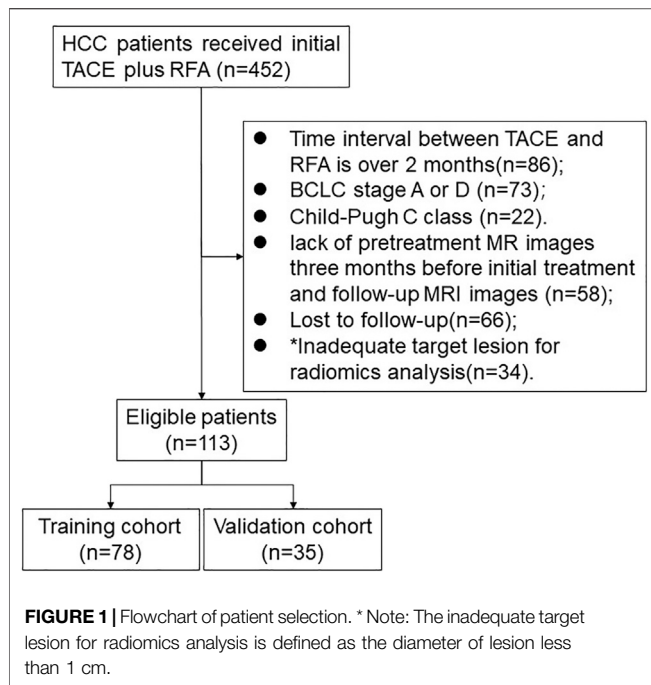 HCC patients received initial
TACE plus RFA (n=452)
● Time interval between TACE and
RFA is over 2 months(n=86);
● BCLC stage A or D (n=73);
● Child-Pugh C class (n=22).
● lack of pretreatment MR images
three months before initial treatment
and follow-up MRI images (n=58);
● Lost to follow-up(n=66);
● *Inadequate target lesion for
radiomics analysis(n=34).
Eligible patients
(n=113)
Training cohort
(n=78)
Validation cohort
(n=35)
FIGURE 1 | Flowchart of patient selection. * Note: The inadequate target
lesion for radiomics analysis is defined as the diameter of lesion less
than 1 cm.